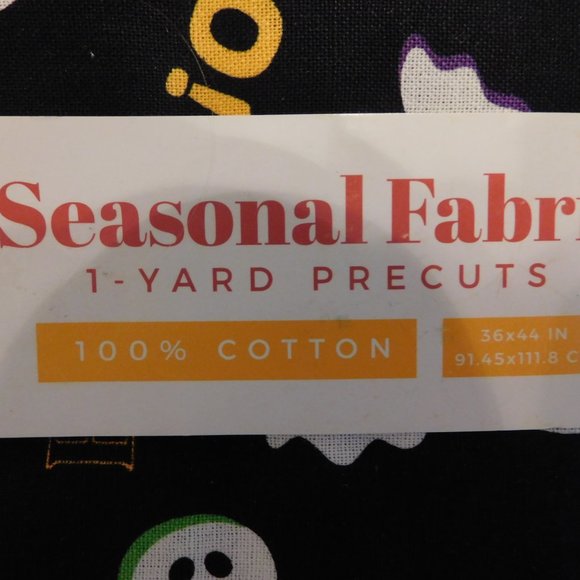 Seasonal Fabri
1-YARD PRECUTS
100% COTTON
36x44 IN
91.45x111.8 C